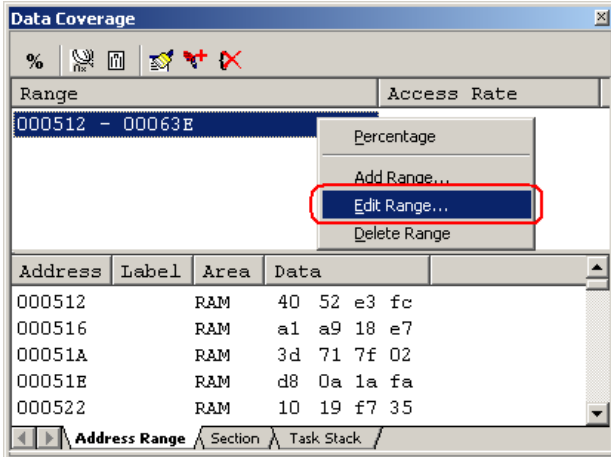 Data Coverage
%
Range Access Rate
000512 - 00063E
Percentage
Add Range...
Edit Range...
Delete Range
Address Label Area Data
000512 RAM 40 52 e3 fc
000516 RAM a1 a9 18 e7
00051A RAM 3d 71 7f 02
00051E RAM d8 0a 1a fa
000522 RAM 10 19 f7 35
Address Range Section Task Stack